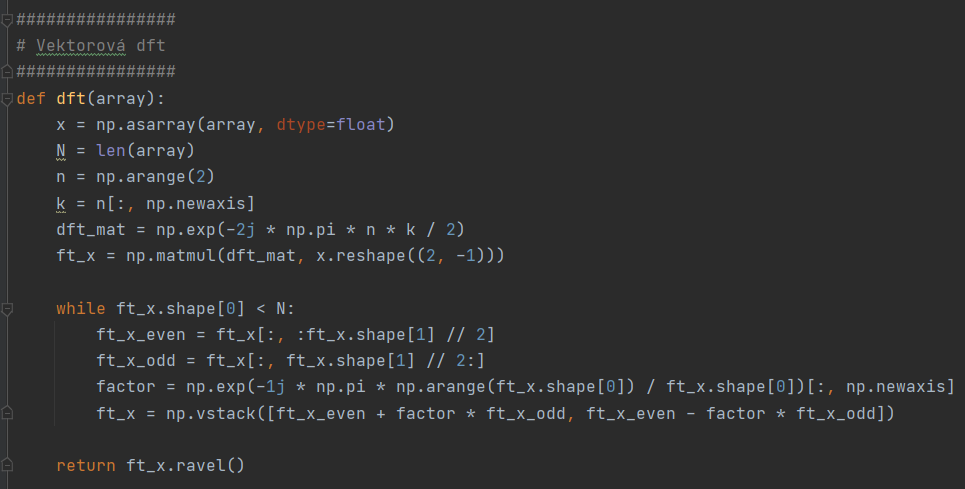 ################
# Vektorová dft
################
def dft(array):
    x = np.asarray(array, dtype=float)
    N = len(array)
    n = np.arange(2)
    k = n[:, np.newaxis]
    dft_mat = np.exp(-2j * np.pi * n * k / 2)
    ft_x = np.matmul(dft_mat, x.reshape((2, -1)))

    while ft_x.shape[0] < N:
        ft_x_even = ft_x[:, :ft_x.shape[1] // 2]
        ft_x_odd = ft_x[:, ft_x.shape[1] // 2:]
        factor = np.exp(-1j * np.pi * np.arange(ft_x.shape[0]) / ft_x.shape[0])[:, np.newaxis]
        ft_x = np.vstack([ft_x_even + factor * ft_x_odd, ft_x_even - factor * ft_x_odd])

    return ft_x.ravel()